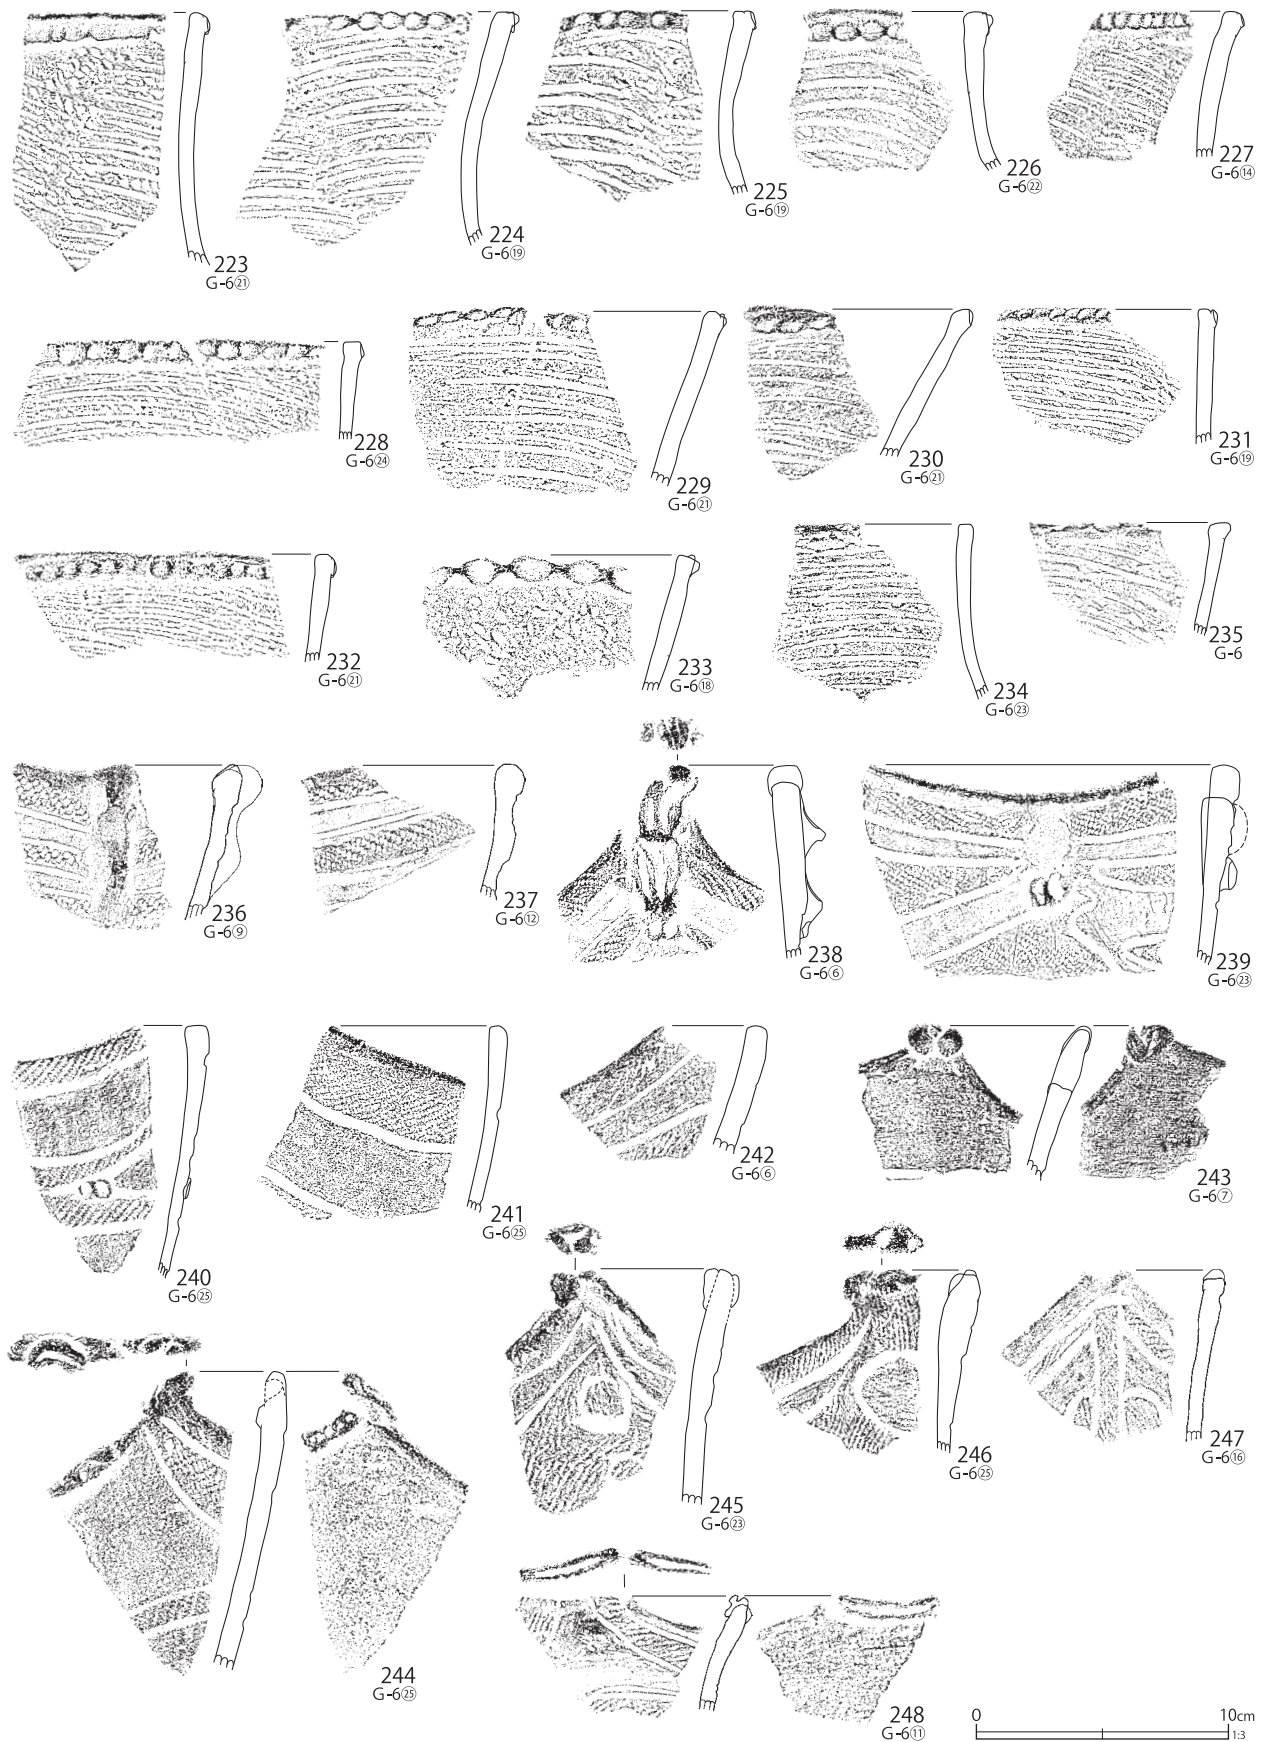 223
G-6㉑
224
G-6⑲
225
G-6⑲
226
G-6㉒
227
G-6⑭
228
G-6㉔
229
G-6㉑
230
G-6㉑
231
G-6⑲
232
G-6㉑
233
G-6⑱
234
G-6㉓
235
G-6
236
G-6⑨
237
G-6⑫
238
G-6⑥
239
G-6㉓
240
G-6㉕
241
G-6㉕
242
G-6⑥
243
G-6⑦
244
G-6㉕
245
G-6㉓
246
G-6㉕
247
G-6⑯
248
G-6⑪
0 10cm
1:3